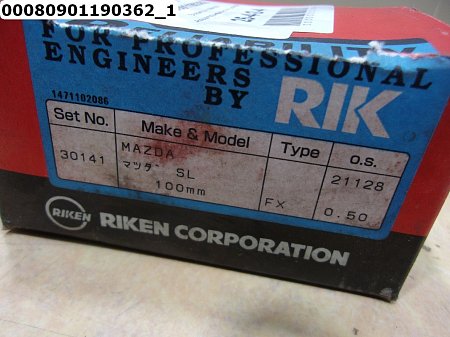 00080901190362_1
FOR PROFESSIONAL
ENGINEERS
BY RIK
1471102086
Set No. Make & Model Type o.s.
30141 MAZDA 21128
マツダ SL
100mm FX 0.50
RIKEN RIKEN CORPORATION